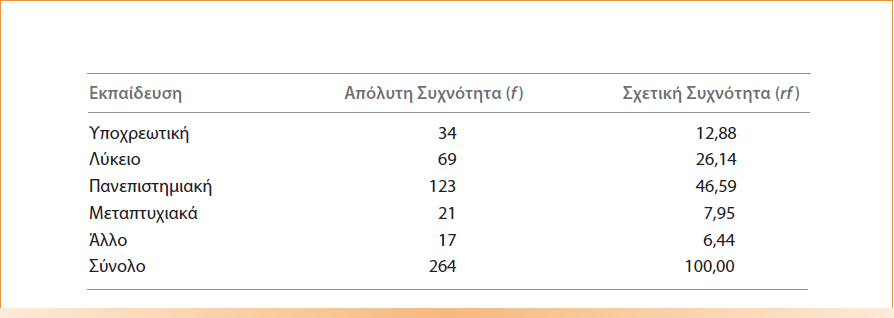 Εκπαίδευση Απόλυτη Συχνότητα (f) Σχετική Συχνότητα (rf)
Υποχρεωτική 34 12,88
Λύκειο 69 26,14
Πανεπιστημιακή 123 46,59
Μεταπτυχιακά 21 7,95
Άλλο 17 6,44
Σύνολο 264 100,00